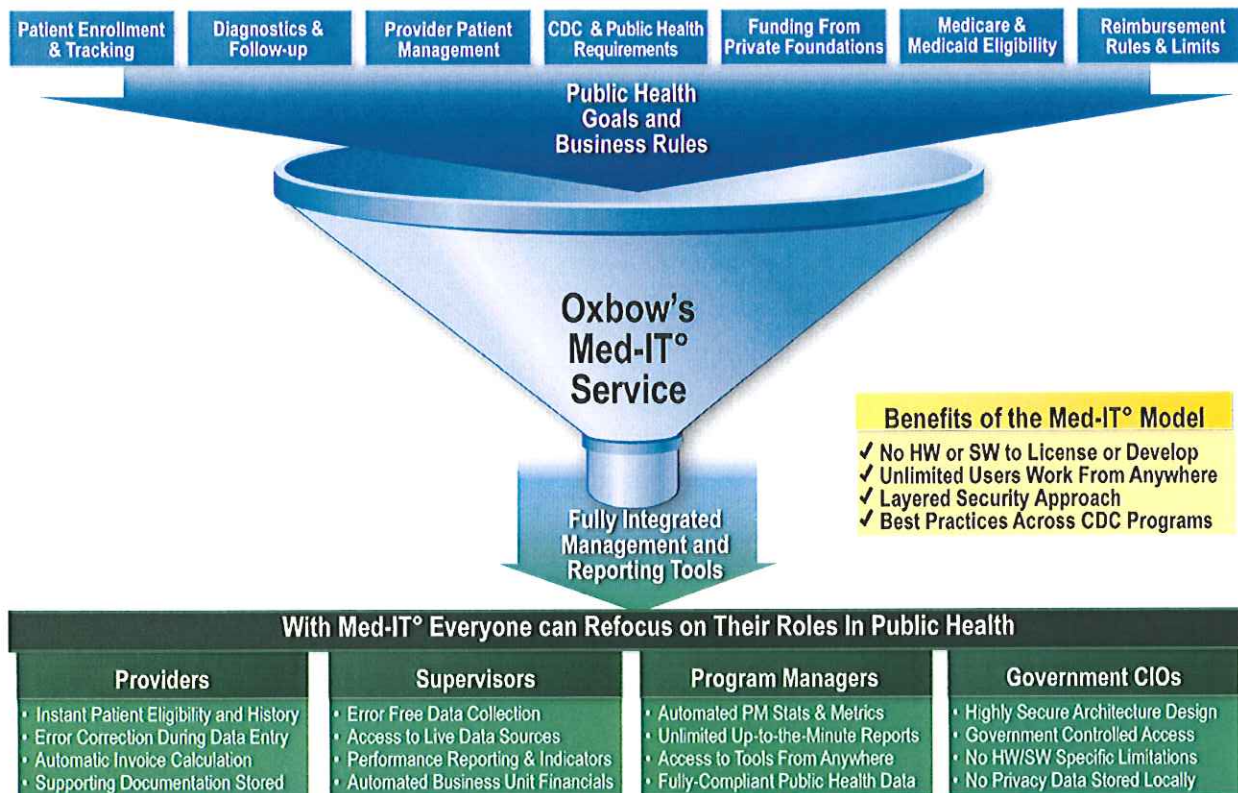 Patient Enrollment
& Tracking
Diagnostics &
Follow-up
Provider Patient
Management
CDC & Public Health
Requirements
Funding From
Private Foundations
Medicare &
Medicaid Eligibility
Reimbursement
Rules & Limits
Public Health
Goals and
Business Rules
Oxbow's
Med-IT°
Service
Benefits of the Med-IT° Model
✓ No HW or SW to License or Develop
✓ Unlimited Users Work From Anywhere
✓ Layered Security Approach
✓ Best Practices Across CDC Programs
Fully Integrated
Management and
Reporting Tools
With Med-IT° Everyone can Refocus on Their Roles In Public Health
Providers
• Instant Patient Eligibility and History
• Error Correction During Data Entry
• Automatic Invoice Calculation
• Supporting Documentation Stored
Supervisors
• Error Free Data Collection
• Access to Live Data Sources
• Performance Reporting & Indicators
• Automated Business Unit Financials
Program Managers
• Automated PM Stats & Metrics
• Unlimited Up-to-the-Minute Reports
• Access to Tools From Anywhere
• Fully-Compliant Public Health Data
Government CIOs
• Highly Secure Architecture Design
• Government Controlled Access
• No HW/SW Specific Limitations
• No Privacy Data Stored Locally